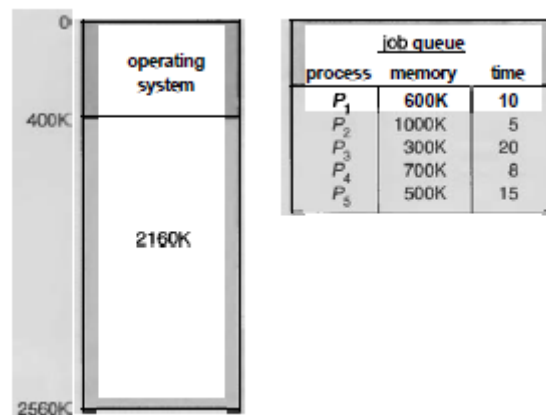 0
operating
system
400K
2160K
2560K
job queue
process memory time
P1 600K 10
P2 1000K 5
P3 300K 20
P4 700K 8
P5 500K 15